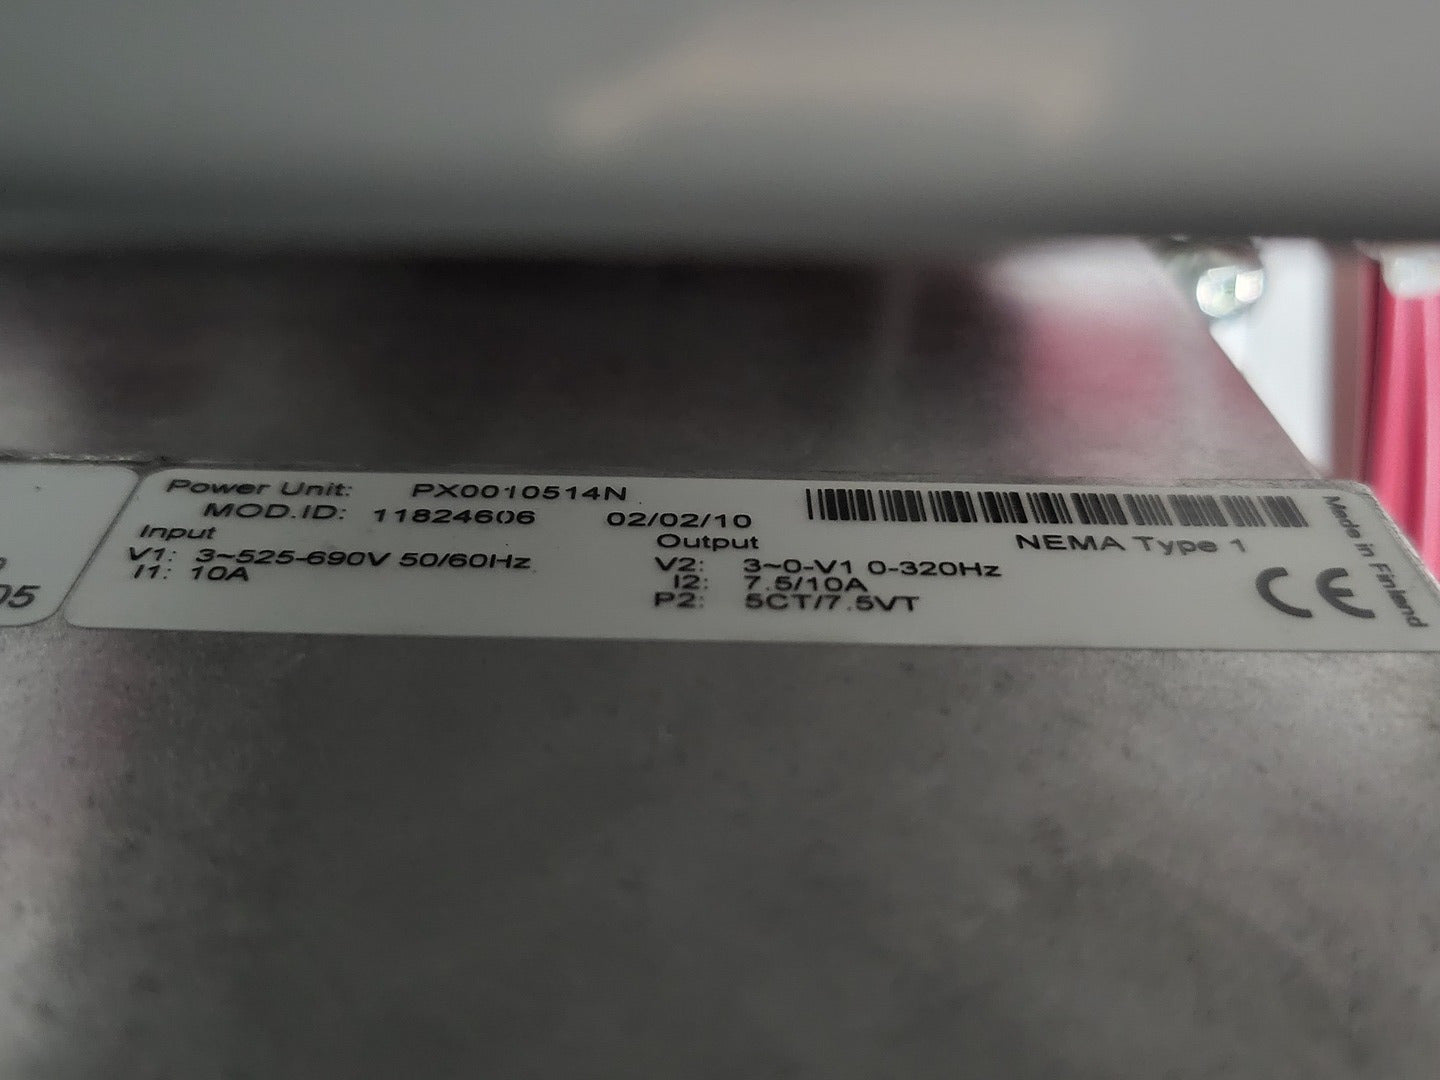 Power Unit: PX0010514N
MOD.ID: 11824606 02/02/10
Input
V1: 3~525-690V 50/60Hz
I1: 10A
Output
V2: 3~0-V1 0-320Hz
I2: 7.5/10A
P2: 5CT/7.5VT
NEMA Type 1
CE
Made in Finland
05